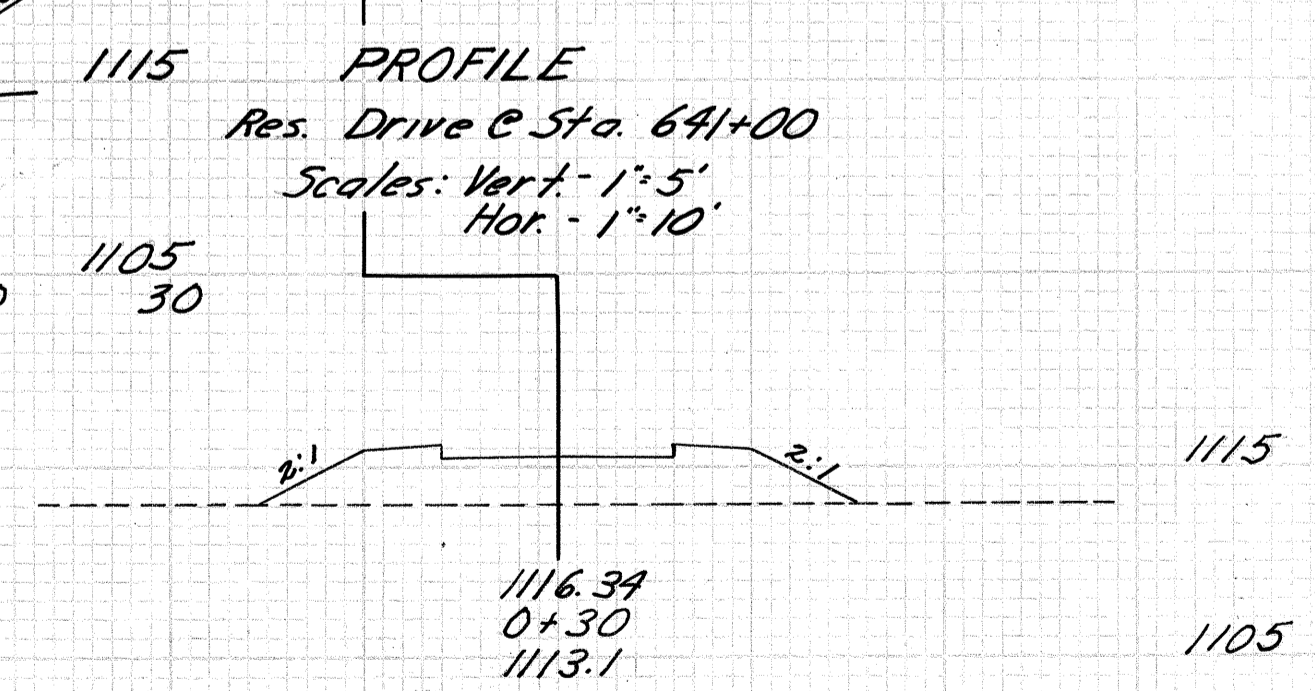 1115 PROFILE
Res. Drive @ Sta. 641+00
Scales: Vert. - 1"=5'
Hor. - 1"=10'
1105
30
2:1
2:1
1115
1116.34
0+30
1113.1
1105